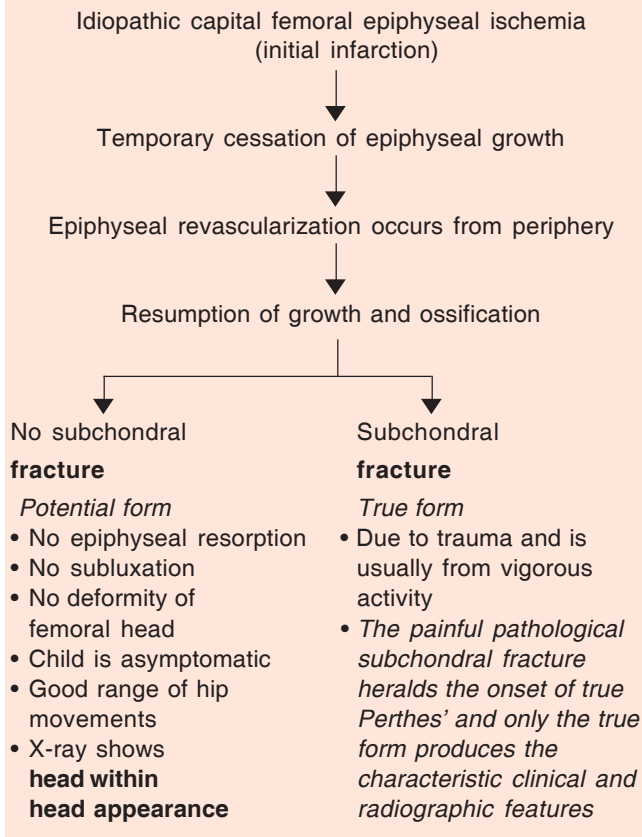 Idiopathic capital femoral epiphyseal ischemia
(initial infarction)
Temporary cessation of epiphyseal growth
Epiphyseal revascularization occurs from periphery
Resumption of growth and ossification
No subchondral
fracture
Potential form
• No epiphyseal resorption
• No subluxation
• No deformity of
femoral head
• Child is asymptomatic
• Good range of hip
movements
• X-ray shows
head within
head appearance
Subchondral
fracture
True form
• Due to trauma and is
usually from vigorous
activity
• The painful pathological
subchondral fracture
heralds the onset of true
Perthes' and only the true
form produces the
characteristic clinical and
radiographic features